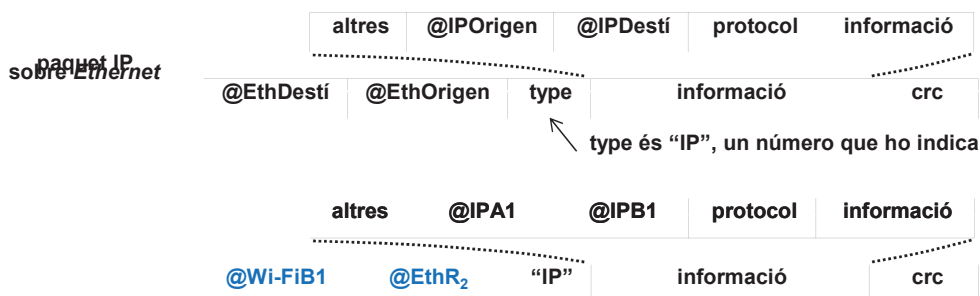 altres @IPOrigen @IPDestí protocol informació
paquet IP
sobre Ethernet
@EthDestí @EthOrigen type informació crc
type és “IP”, un número que ho indica
altres @IPA1 @IPB1 protocol informació
@Wi-FiB1 @EthR₂ “IP” informació crc